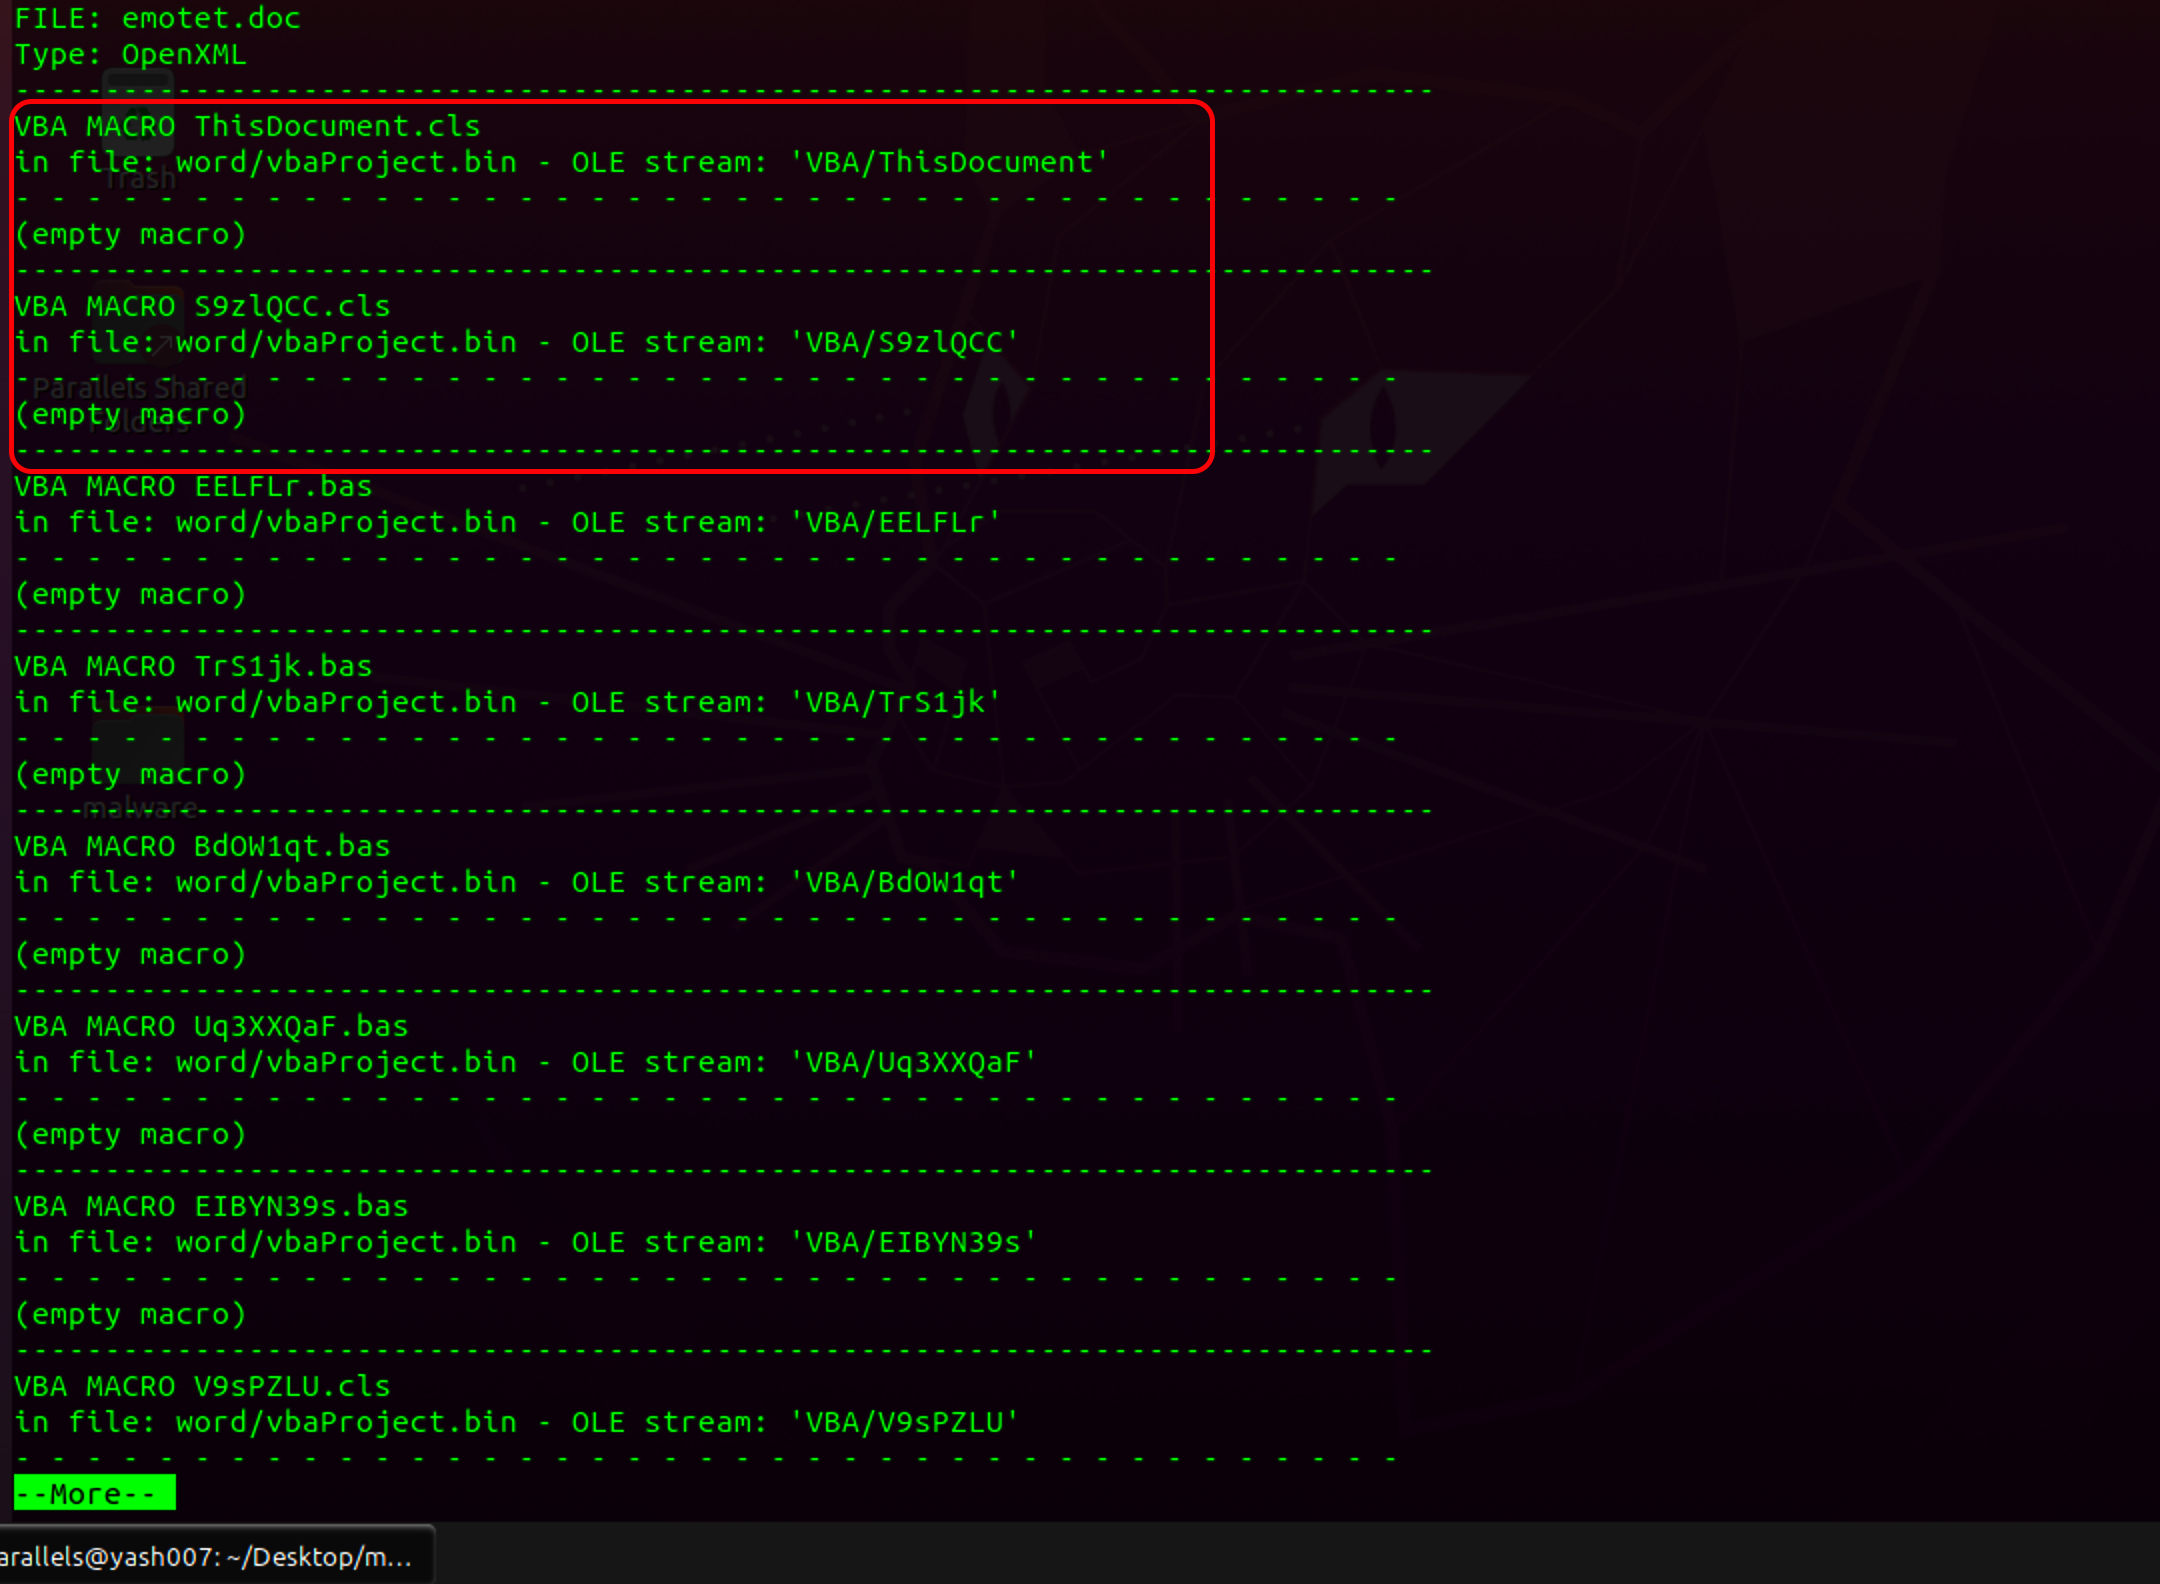 FILE: emotet.doc
Type: OpenXML
-------------------------------------------------------------------------------
VBA MACRO ThisDocument.cls
in file: word/vbaProject.bin - OLE stream: 'VBA/ThisDocument'
- - - - - - - - - - - - - - - - - - - - - - - - - - - - - - - - - - - - - - -
(empty macro)
-------------------------------------------------------------------------------
VBA MACRO S9zlQCC.cls
in file: word/vbaProject.bin - OLE stream: 'VBA/S9zlQCC'
- - - - - - - - - - - - - - - - - - - - - - - - - - - - - - - - - - - - - - -
(empty macro)
-------------------------------------------------------------------------------
VBA MACRO EELFLr.bas
in file: word/vbaProject.bin - OLE stream: 'VBA/EELFLr'
- - - - - - - - - - - - - - - - - - - - - - - - - - - - - - - - - - - - - - -
(empty macro)
-------------------------------------------------------------------------------
VBA MACRO TrS1jk.bas
in file: word/vbaProject.bin - OLE stream: 'VBA/TrS1jk'
- - - - - - - - - - - - - - - - - - - - - - - - - - - - - - - - - - - - - - -
(empty macro)
-------------------------------------------------------------------------------
VBA MACRO BdOW1qt.bas
in file: word/vbaProject.bin - OLE stream: 'VBA/BdOW1qt'
- - - - - - - - - - - - - - - - - - - - - - - - - - - - - - - - - - - - - - -
(empty macro)
-------------------------------------------------------------------------------
VBA MACRO Uq3XXQaF.bas
in file: word/vbaProject.bin - OLE stream: 'VBA/Uq3XXQaF'
- - - - - - - - - - - - - - - - - - - - - - - - - - - - - - - - - - - - - - -
(empty macro)
-------------------------------------------------------------------------------
VBA MACRO EIBYN39s.bas
in file: word/vbaProject.bin - OLE stream: 'VBA/EIBYN39s'
- - - - - - - - - - - - - - - - - - - - - - - - - - - - - - - - - - - - - - -
(empty macro)
-------------------------------------------------------------------------------
VBA MACRO V9sPZLU.cls
in file: word/vbaProject.bin - OLE stream: 'VBA/V9sPZLU'
- - - - - - - - - - - - - - - - - - - - - - - - - - - - - - - - - - - - - - -
--More--
Trash
Parallels Shared
Folders
malware
arallels@yash007: ~/Desktop/m...